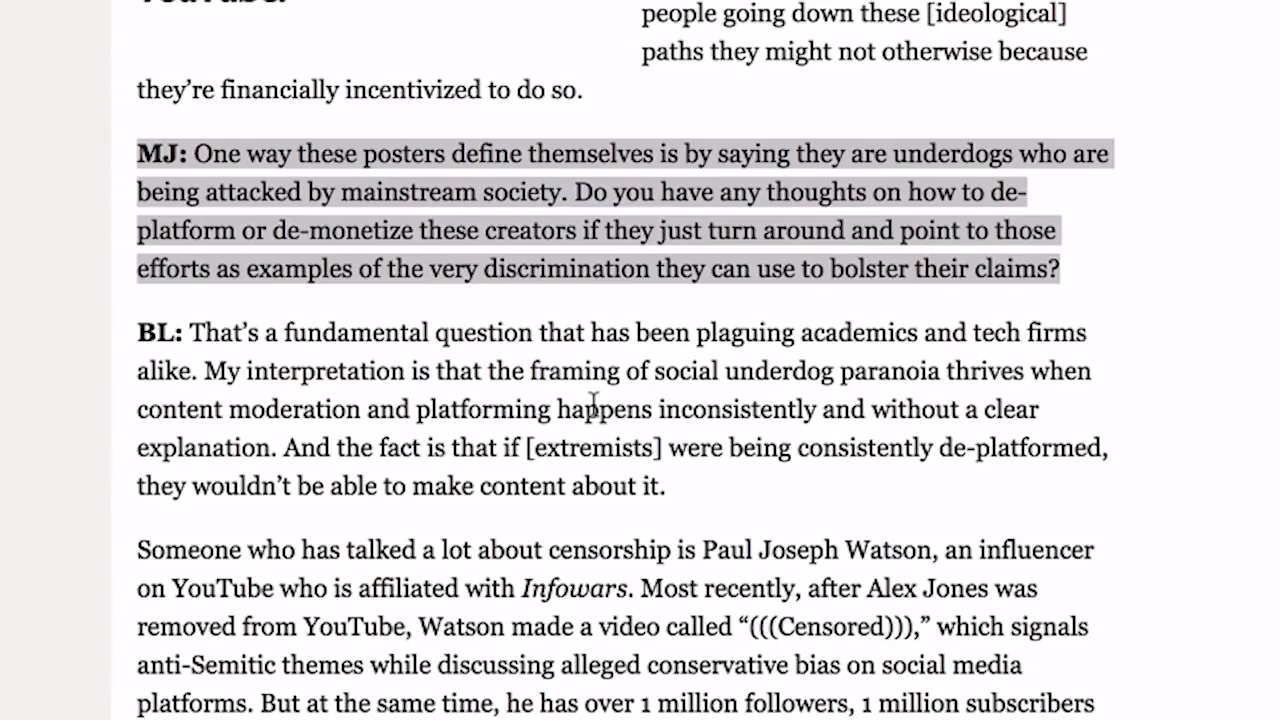 people going down these [ideological]
paths they might not otherwise because
they’re financially incentivized to do so.
MJ: One way these posters define themselves is by saying they are underdogs who are
being attacked by mainstream society. Do you have any thoughts on how to de-
platform or de-monetize these creators if they just turn around and point to those
efforts as examples of the very discrimination they can use to bolster their claims?
BL: That’s a fundamental question that has been plaguing academics and tech firms
alike. My interpretation is that the framing of social underdog paranoia thrives when
content moderation and platforming happens inconsistently and without a clear
explanation. And the fact is that if [extremists] were being consistently de-platformed,
they wouldn’t be able to make content about it.
Someone who has talked a lot about censorship is Paul Joseph Watson, an influencer
on YouTube who is affiliated with Infowars. Most recently, after Alex Jones was
removed from YouTube, Watson made a video called “(((Censored))),” which signals
anti-Semitic themes while discussing alleged conservative bias on social media
platforms. But at the same time, he has over 1 million followers, 1 million subscribers